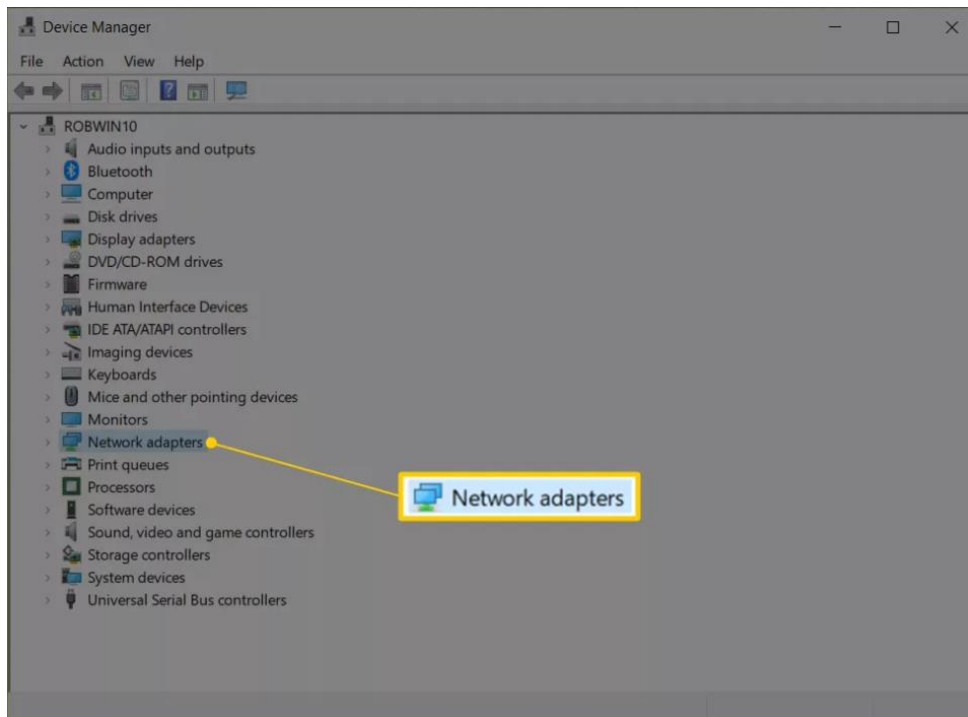 Device Manager
File Action View Help
ROBWIN10
Audio inputs and outputs
Bluetooth
Computer
Disk drives
Display adapters
DVD/CD-ROM drives
Firmware
Human Interface Devices
IDE ATA/ATAPI controllers
Imaging devices
Keyboards
Mice and other pointing devices
Monitors
Network adapters
Print queues
Network adapters
Processors
Software devices
Sound, video and game controllers
Storage controllers
System devices
Universal Serial Bus controllers